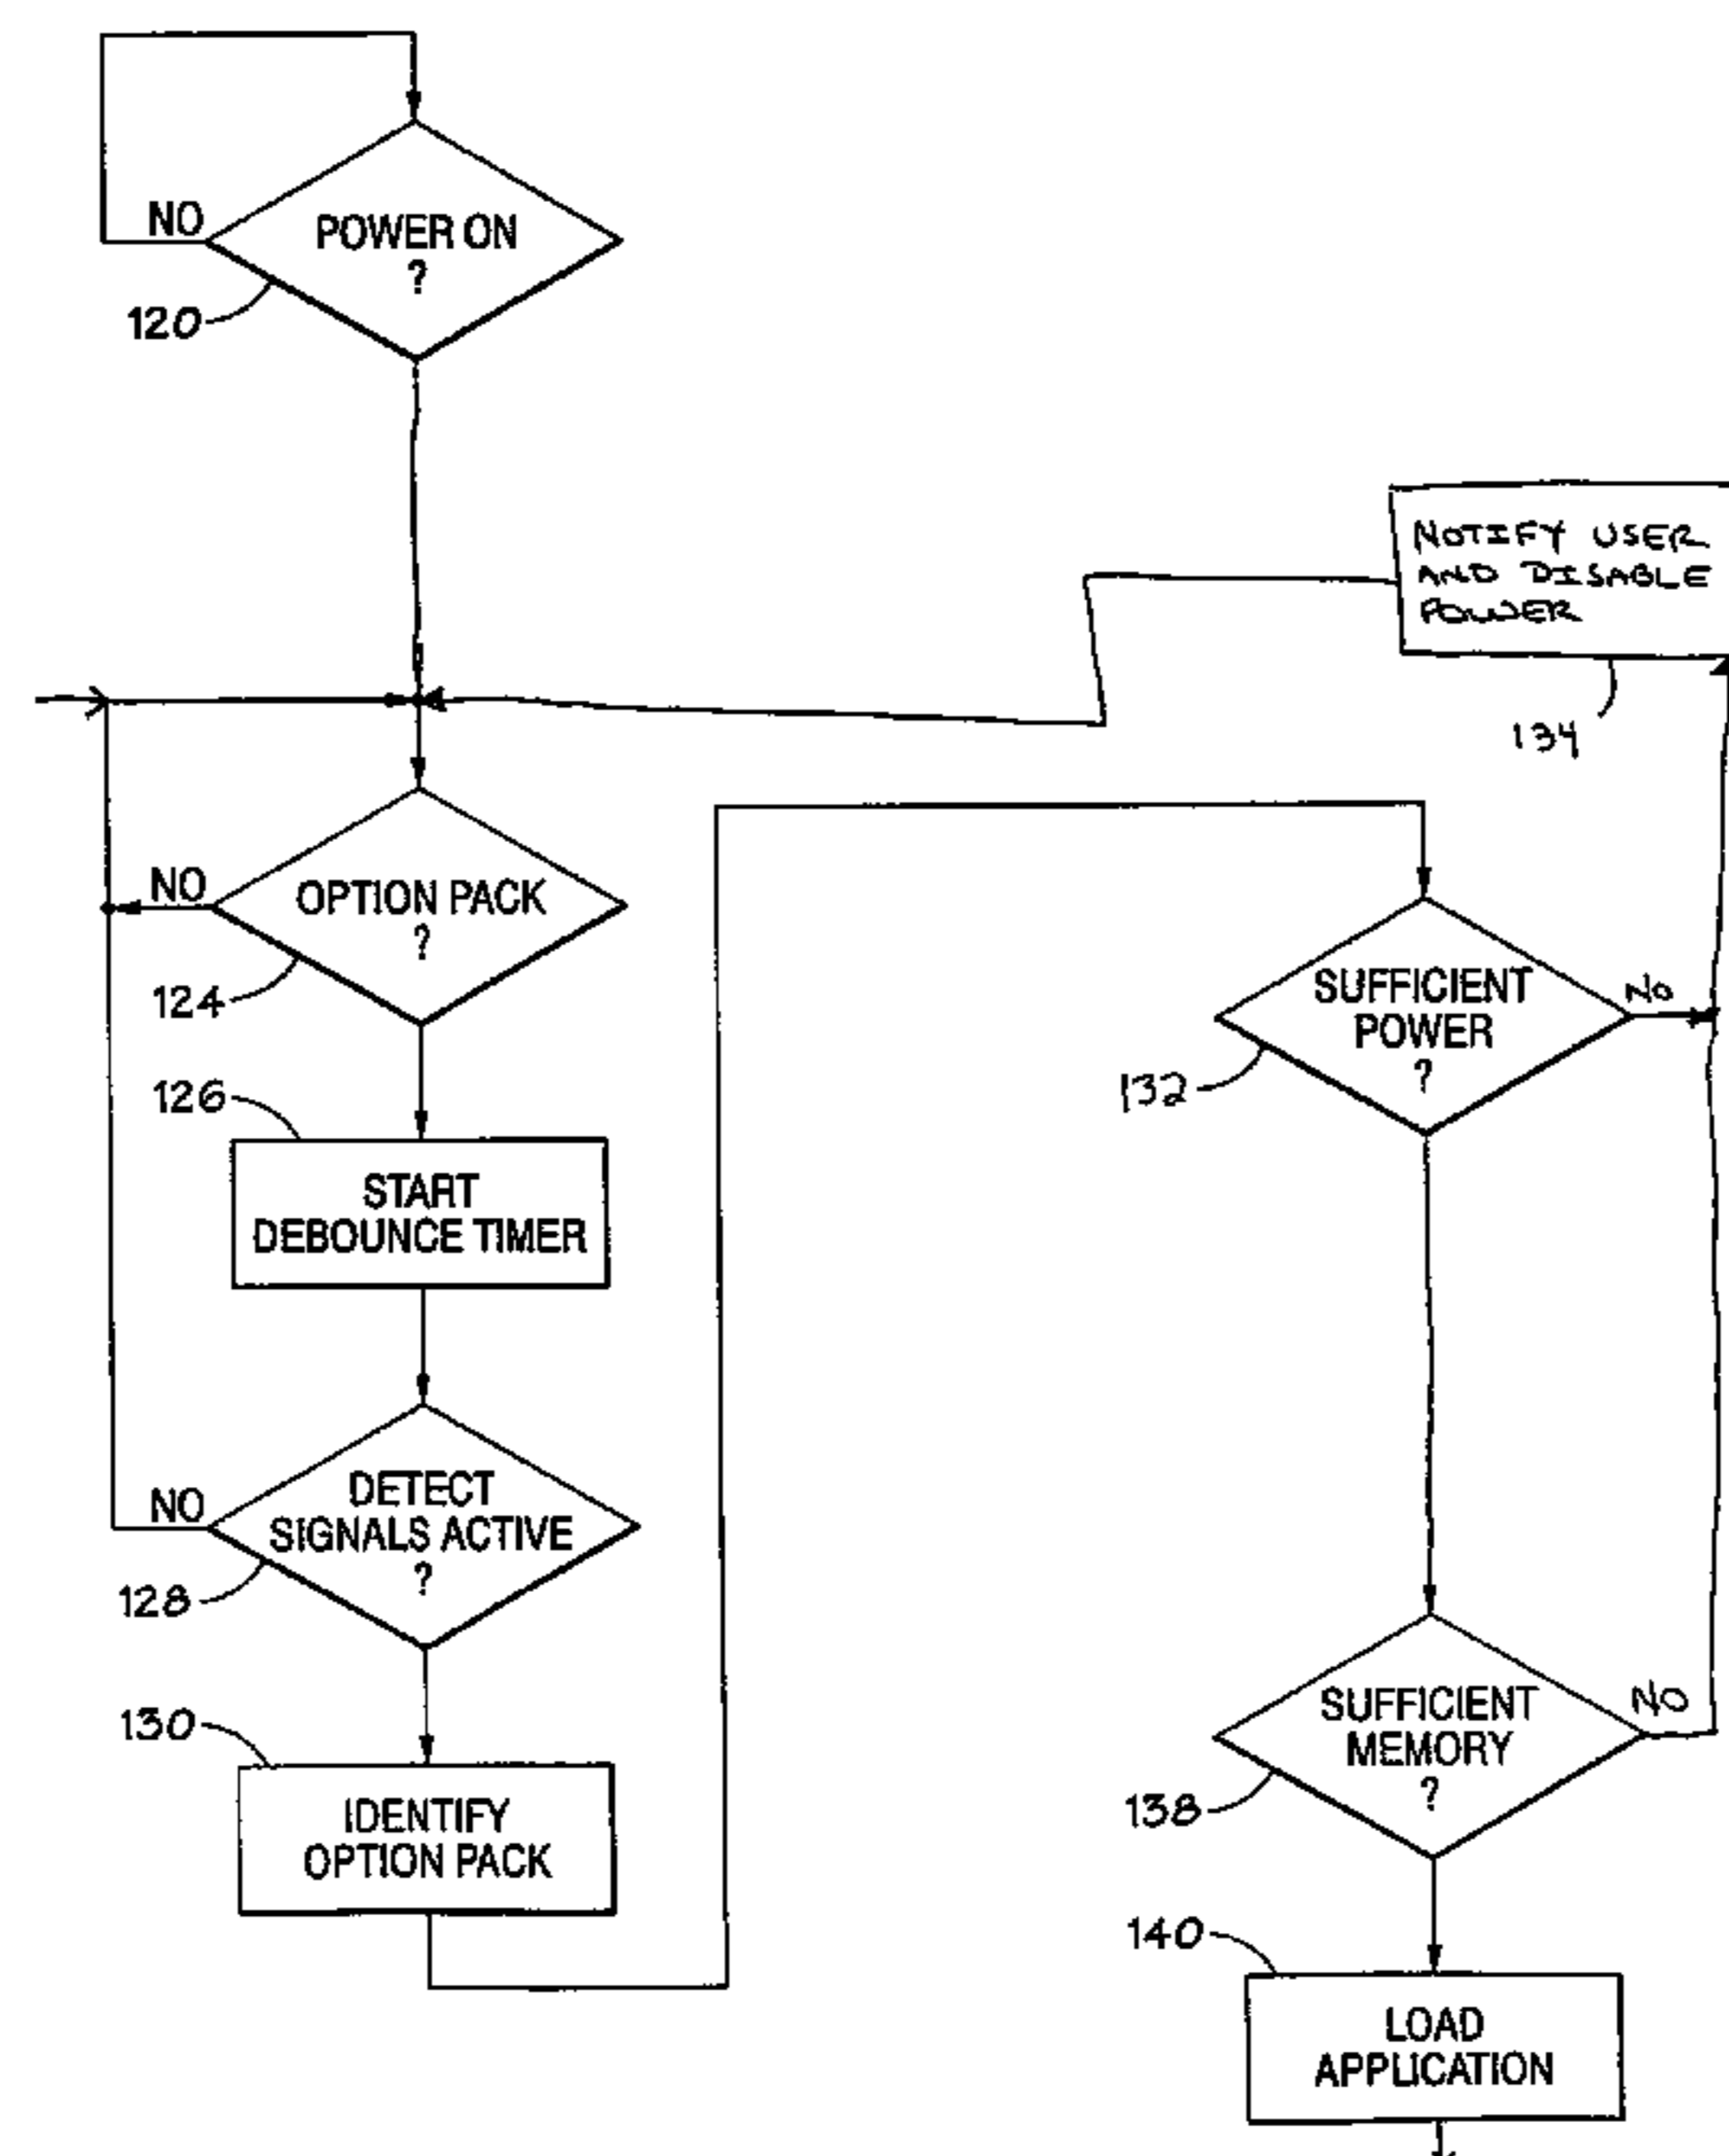 NO
POWER ON
?
120
NOTIFY USER
AND DISABLE
POWER
134
NO
OPTION PACK
?
124
126
START
DEBOUNCE TIMER
NO
DETECT
SIGNALS ACTIVE
?
128
130
IDENTIFY
OPTION PACK
SUFFICIENT
POWER
?
No
132
SUFFICIENT
MEMORY
?
NO
138
140
LOAD
APPLICATION